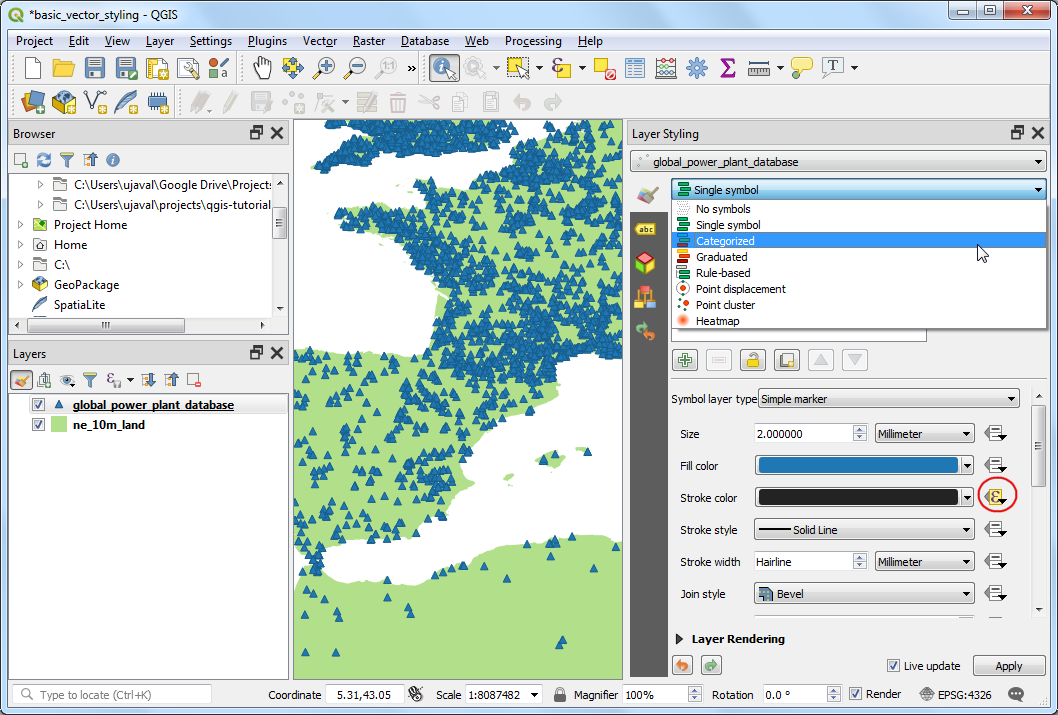 *basic_vector_styling - QGIS
Project Edit View Layer Settings Plugins Vector Raster Database Web Processing Help
Browser
C:\Users\ujaval\Google Drive\Projects
C:\Users\ujaval\projects\qgis-tutorial
Project Home
Home
C:\
GeoPackage
SpatiaLite
Layers
global_power_plant_database
ne_10m_land
Layer Styling
global_power_plant_database
abc
Single symbol
No symbols
Single symbol
Categorized
Graduated
Rule-based
Point displacement
Point cluster
Heatmap
Symbol layer type Simple marker
Size 2.000000 Millimeter
Fill color
Stroke color
Stroke style Solid Line
Stroke width Hairline Millimeter
Join style Bevel
Layer Rendering
Live update Apply
Type to locate (Ctrl+K) Coordinate 5.31,43.05 Scale 1:8087482 Magnifier 100% Rotation 0.0 ° Render EPSG:4326